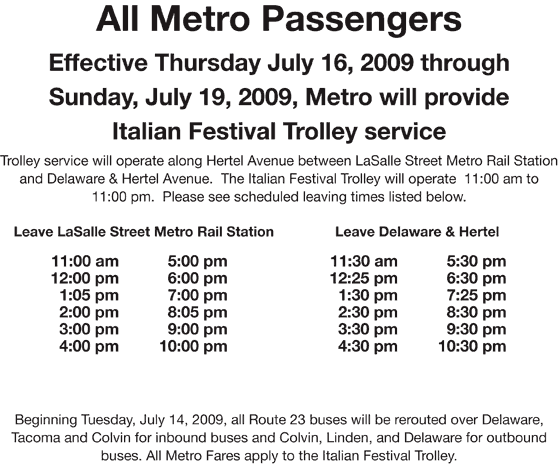 All Metro Passengers
Effective Thursday July 16, 2009 through
Sunday, July 19, 2009, Metro will provide
Italian Festival Trolley service
Trolley service will operate along Hertel Avenue between LaSalle Street Metro Rail Station
and Delaware & Hertel Avenue.  The Italian Festival Trolley will operate  11:00 am to
11:00 pm.  Please see scheduled leaving times listed below.
Leave LaSalle Street Metro Rail Station
11:00 am 5:00 pm
12:00 pm 6:00 pm
1:05 pm 7:00 pm
2:00 pm 8:05 pm
3:00 pm 9:00 pm
4:00 pm 10:00 pm
Leave Delaware & Hertel
11:30 am 5:30 pm
12:25 pm 6:30 pm
1:30 pm 7:25 pm
2:30 pm 8:30 pm
3:30 pm 9:30 pm
4:30 pm 10:30 pm
Beginning Tuesday, July 14, 2009, all Route 23 buses will be rerouted over Delaware,
Tacoma and Colvin for inbound buses and Colvin, Linden, and Delaware for outbound
buses. All Metro Fares apply to the Italian Festival Trolley.